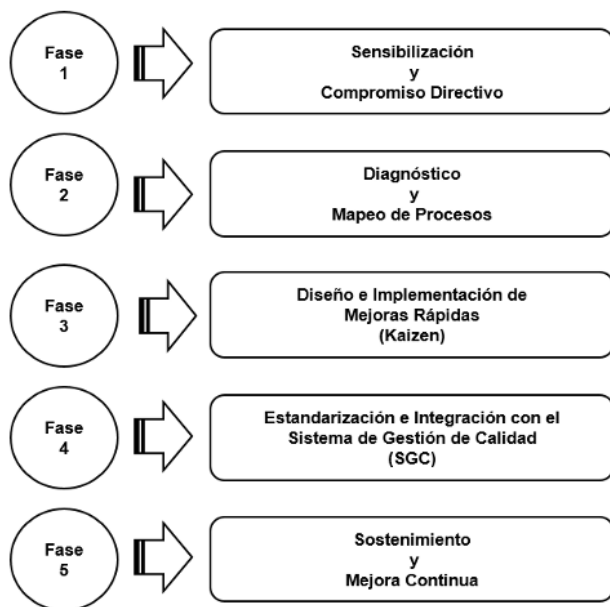 Fase
1
Sensibilización
y
Compromiso Directivo
Fase
2
Diagnóstico
y
Mapeo de Procesos
Fase
3
Diseño e Implementación de
Mejoras Rápidas
(Kaizen)
Fase
4
Estandarización e Integración con el
Sistema de Gestión de Calidad
(SGC)
Fase
5
Sostenimiento
y
Mejora Continua